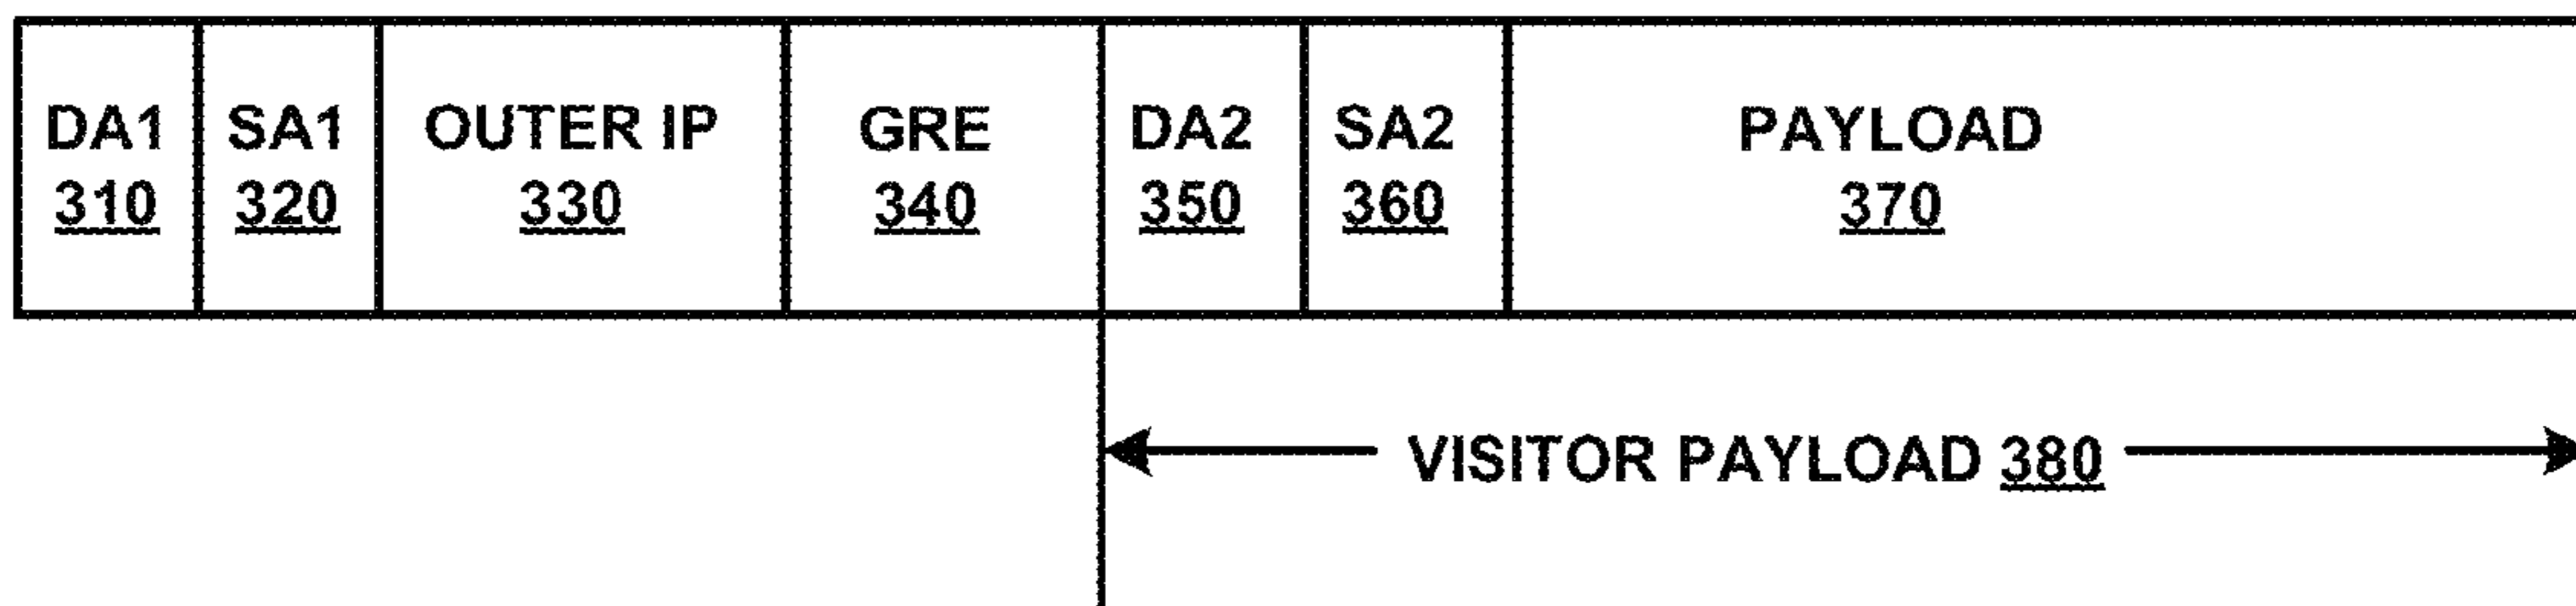 DA1 SA1 OUTER IP GRE DA2 SA2 PAYLOAD
310 320 330 340 350 360 370
VISITOR PAYLOAD 380